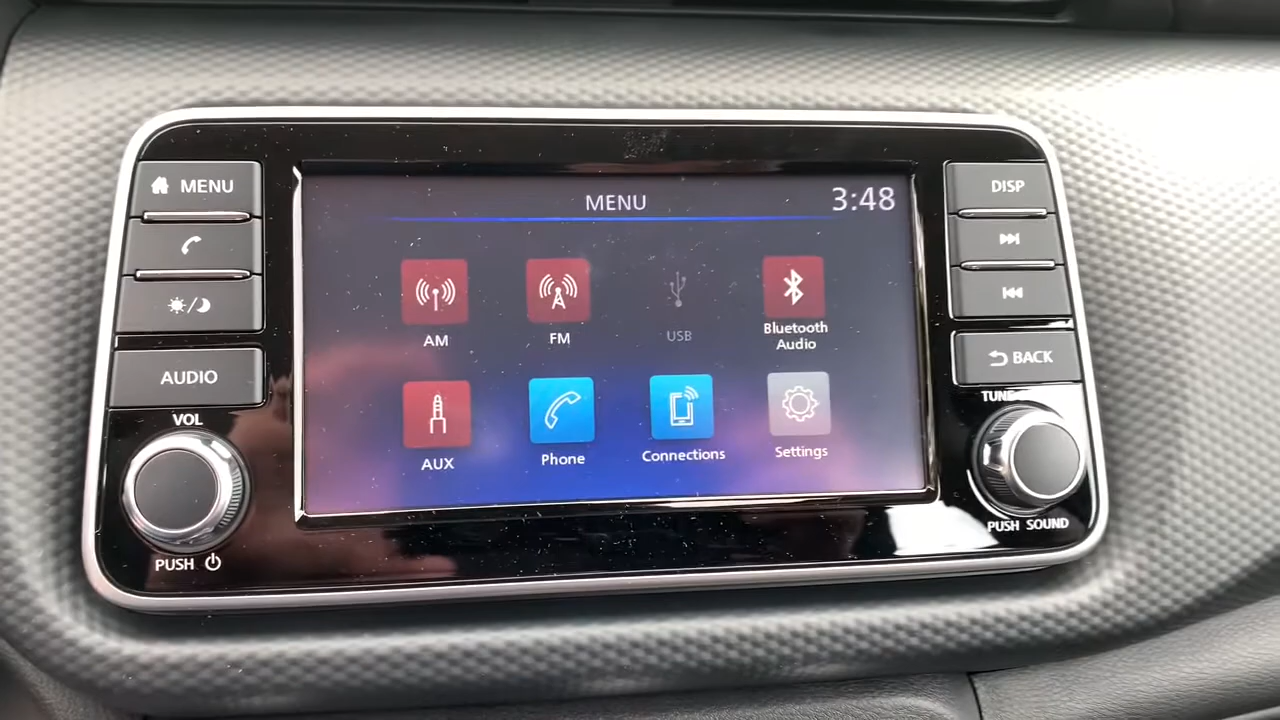 MENU
AUDIO
VOL
PUSH
MENU
3:48
AM
FM
USB
Bluetooth
Audio
AUX
Phone
Connections
Settings
DISP
BACK
TUNE
PUSH SOUND